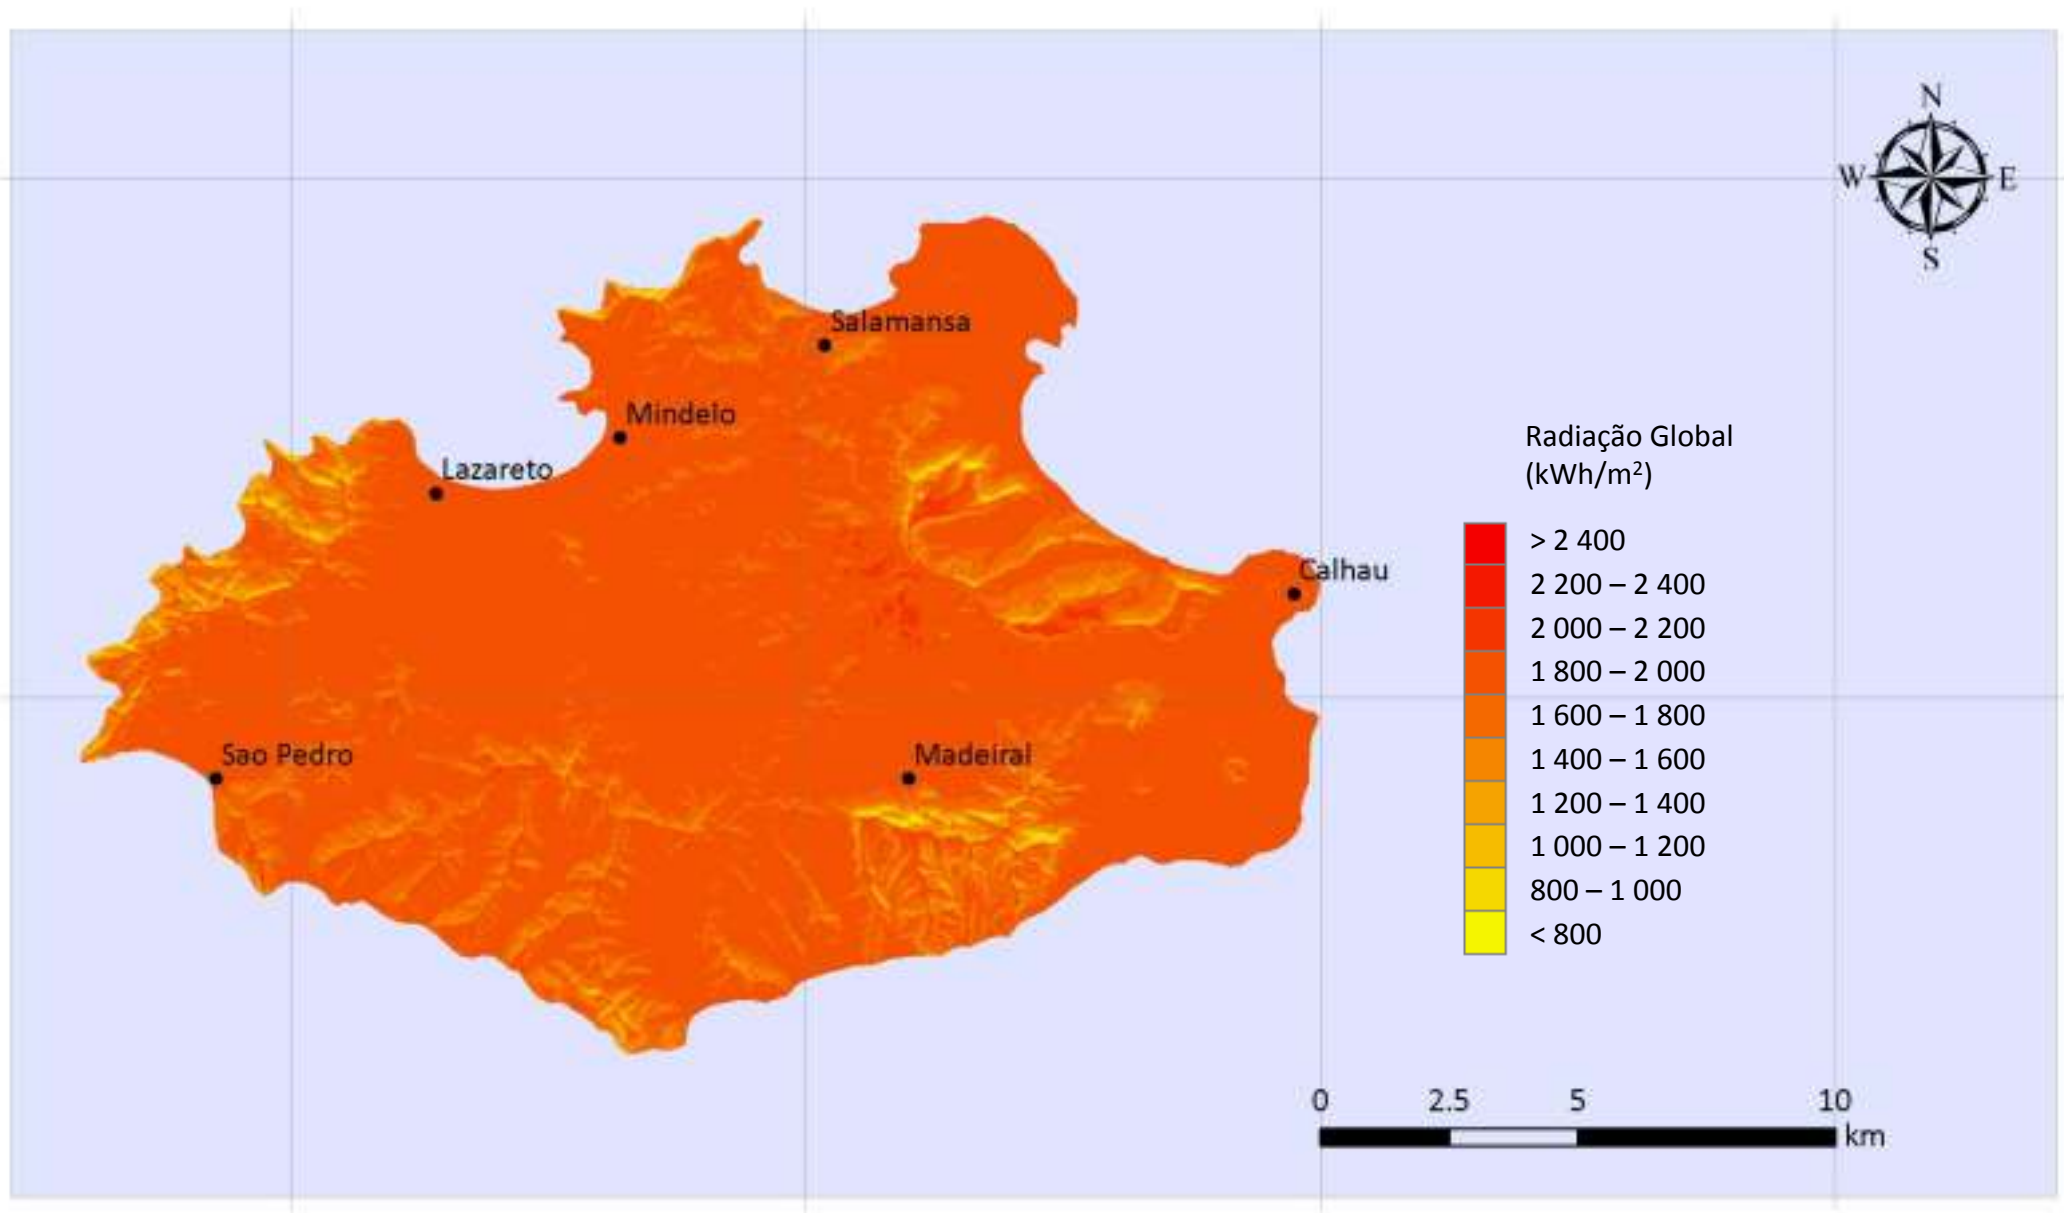 N
W E
S
Salamansa
Mindelo
Lazareto
Calhau
Sao Pedro
Madeiral
Radiação Global
(kWh/m²)
> 2 400
2 200 – 2 400
2 000 – 2 200
1 800 – 2 000
1 600 – 1 800
1 400 – 1 600
1 200 – 1 400
1 000 – 1 200
800 – 1 000
< 800
0 2.5 5 10
km